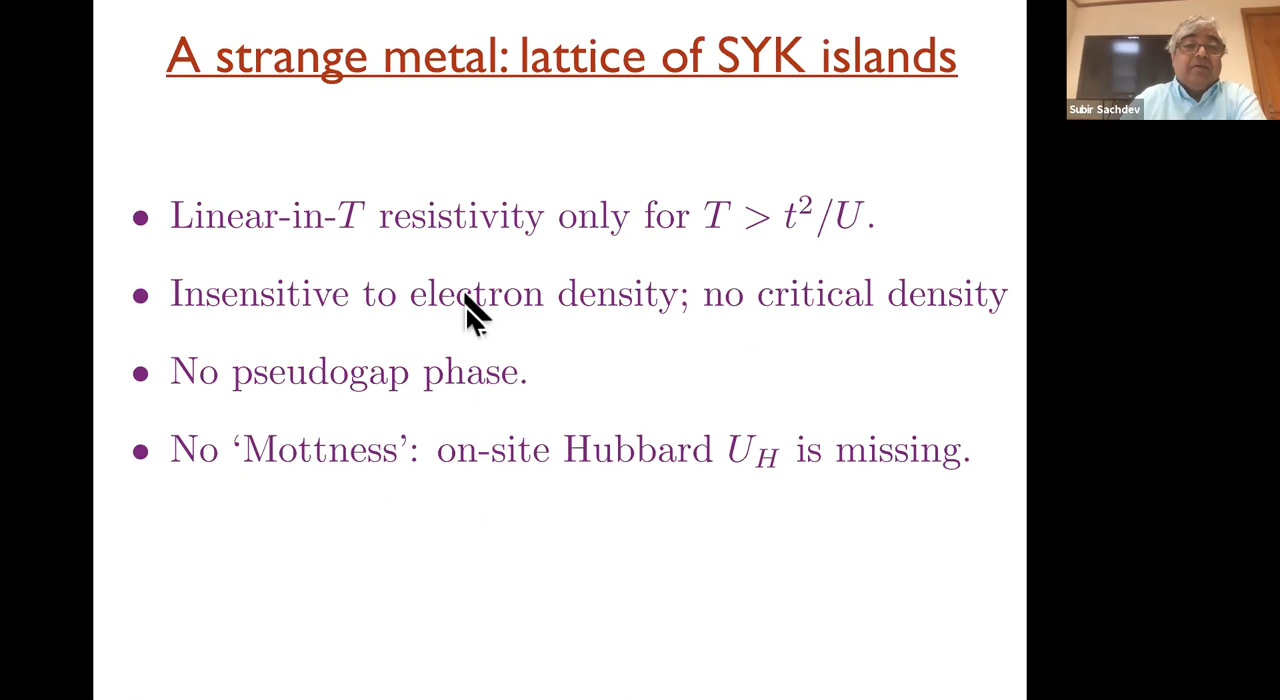 A strange metal: lattice of SYK islands
Subir Sachdev
• Linear-in-T resistivity only for T > t²/U.
• Insensitive to electron density; no critical density
• No pseudogap phase.
• No ‘Mottness’: on-site Hubbard U_H is missing.